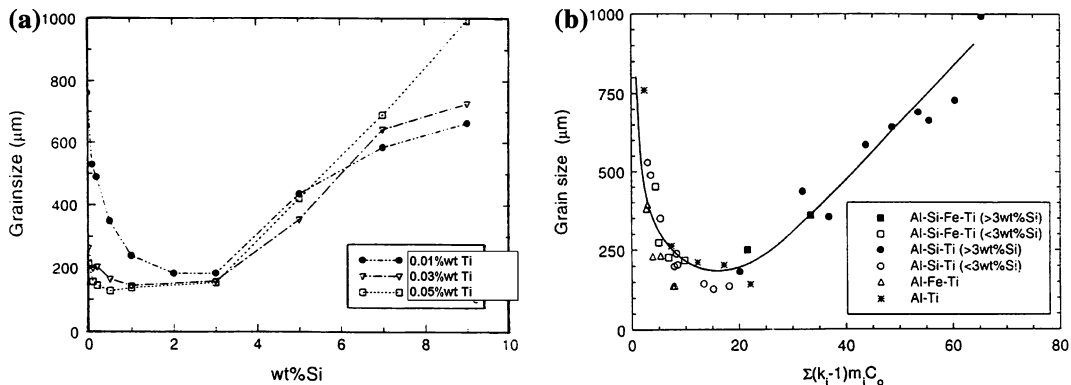 (a)
1000
800
600
400
200
0
Grainsize (μm)
0 2 4 6 8 10
wt%Si
0.01%wt Ti
0.03%wt Ti
0.05%wt Ti
(b)
1000
750
500
250
0
Grain size (μm)
0 20 40 60 80
Σ(kᵢ-1)mᵢCₒ
Al-Si-Fe-Ti (>3wt%Si)
Al-Si-Fe-Ti (<3wt%Si)
Al-Si-Ti (>3wt%Si)
Al-Si-Ti (<3wt%Si)
Al-Fe-Ti
Al-Ti